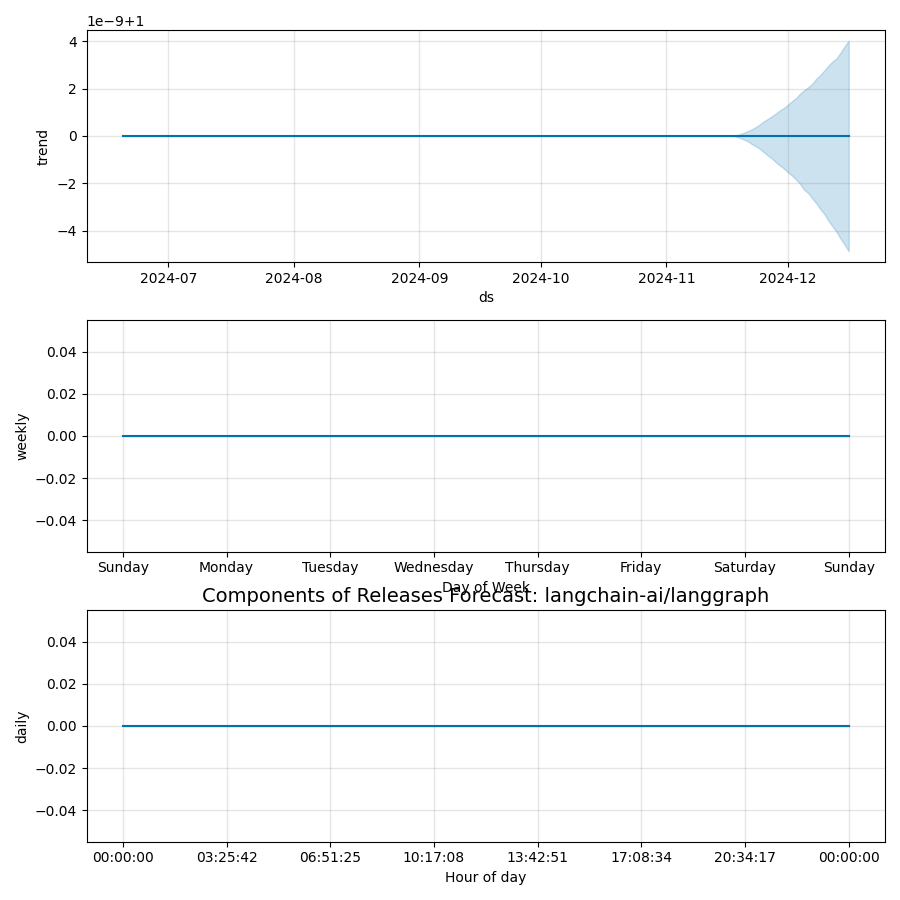 1e−9+1
4
2
0
−2
−4
trend
2024-07 2024-08 2024-09 2024-10 2024-11 2024-12
ds
0.04
0.02
0.00
−0.02
−0.04
weekly
Sunday Monday Tuesday Wednesday Thursday Friday Saturday Sunday
Day of Week
Components of Releases Forecast: langchain-ai/langgraph
0.04
0.02
0.00
−0.02
−0.04
daily
00:00:00 03:25:42 06:51:25 10:17:08 13:42:51 17:08:34 20:34:17 00:00:00
Hour of day